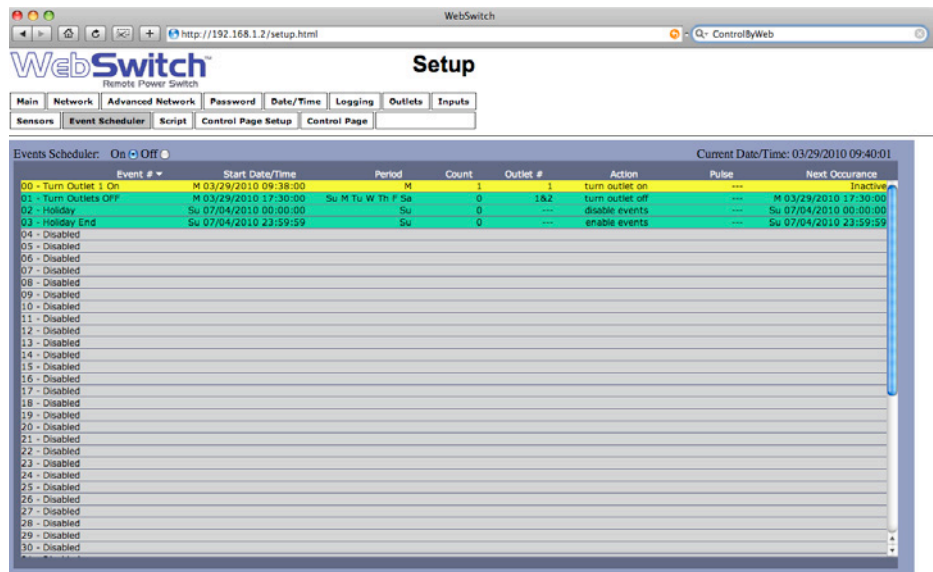 WebSwitch
http://192.168.1.2/setup.html
ControlByWeb
WebSwitch™
Setup
Remote Power Switch
Main Network Advanced Network Password Date/Time Logging Outlets Inputs
Sensors Event Scheduler Script Control Page Setup Control Page
Events Scheduler: On Off Current Date/Time: 03/29/2010 09:40:01
Event # Start Date/Time Period Count Outlet # Action Pulse Next Occurance
00 - Turn Outlet 1 On M 03/29/2010 09:38:00 M 1 1 turn outlet on --- Inactive
01 - Turn Outlets OFF M 03/29/2010 17:30:00 Su M Tu W Th F Sa 0 1&2 turn outlet off --- M 03/29/2010 17:30:00
02 - Holiday Su 07/04/2010 00:00:00 Su 0 --- disable events --- Su 07/04/2010 00:00:00
03 - Holiday End Su 07/04/2010 23:59:59 Su 0 --- enable events --- Su 07/04/2010 23:59:59
04 - Disabled
05 - Disabled
06 - Disabled
07 - Disabled
08 - Disabled
09 - Disabled
10 - Disabled
11 - Disabled
12 - Disabled
13 - Disabled
14 - Disabled
15 - Disabled
16 - Disabled
17 - Disabled
18 - Disabled
19 - Disabled
20 - Disabled
21 - Disabled
22 - Disabled
23 - Disabled
24 - Disabled
25 - Disabled
26 - Disabled
27 - Disabled
28 - Disabled
29 - Disabled
30 - Disabled